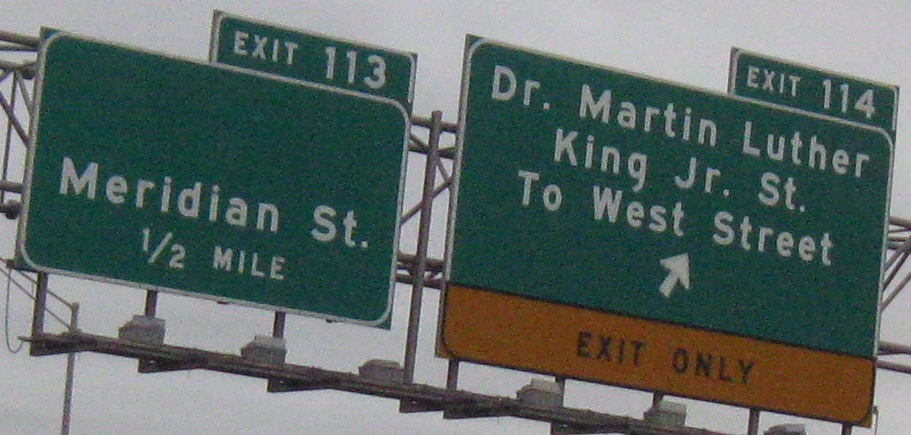 EXIT 113
Meridian St.
1/2 MILE
EXIT 114
Dr. Martin Luther
King Jr. St.
To West Street
EXIT ONLY